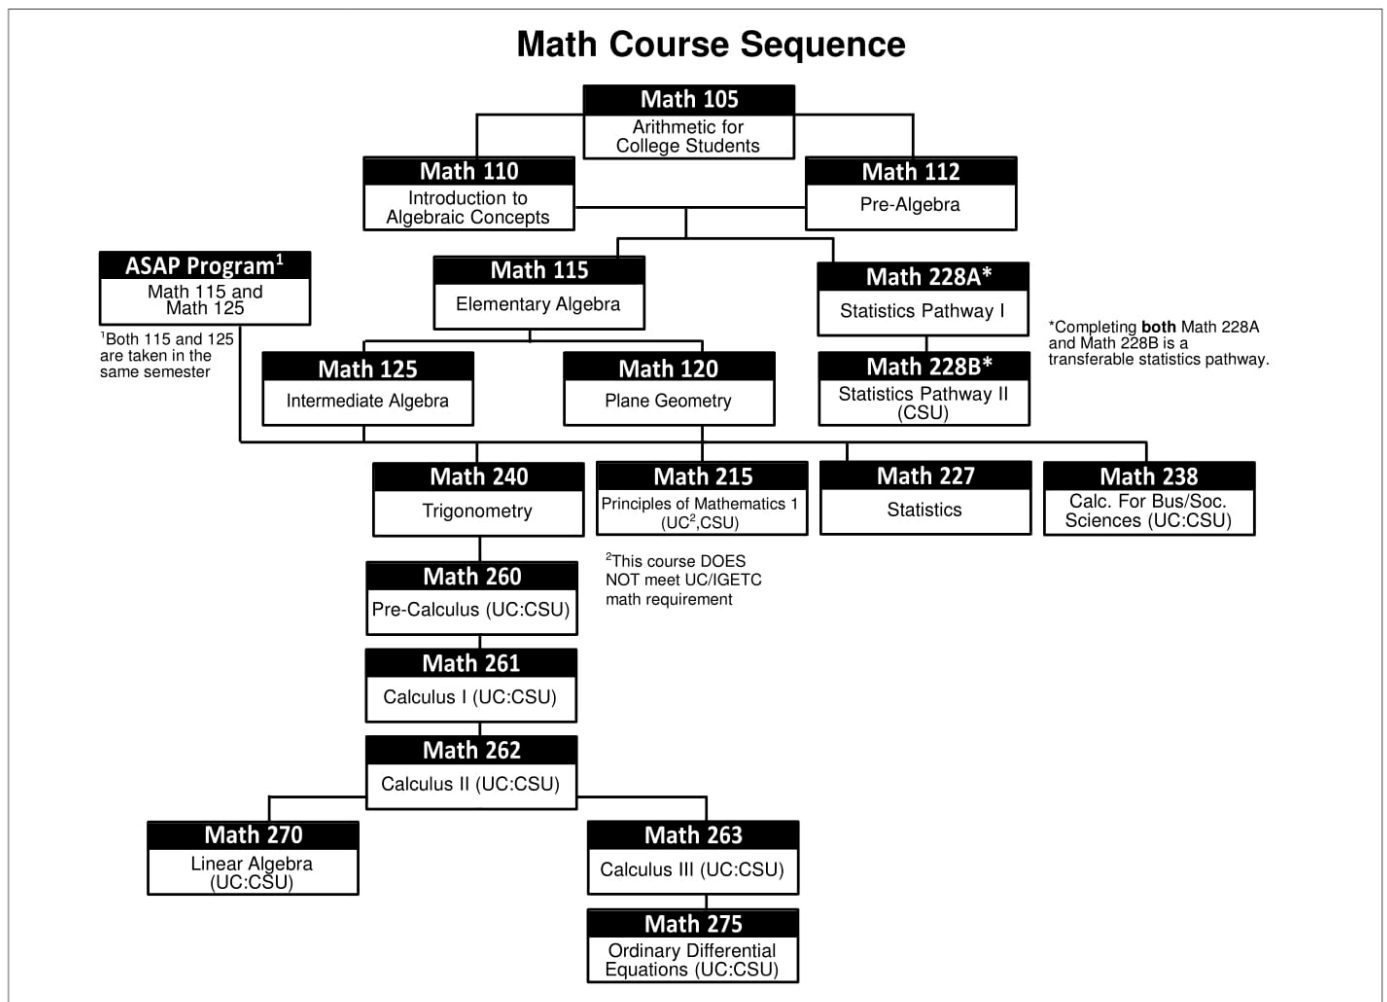 Math Course Sequence
Math 105
Arithmetic for
College Students
Math 110
Introduction to
Algebraic Concepts
Math 112
Pre-Algebra
ASAP Program¹
Math 115 and
Math 125
¹Both 115 and 125
are taken in the
same semester
Math 115
Elementary Algebra
Math 228A*
Statistics Pathway I
*Completing both Math 228A
and Math 228B is a
transferable statistics pathway.
Math 125
Intermediate Algebra
Math 120
Plane Geometry
Math 228B*
Statistics Pathway II
(CSU)
Math 240
Trigonometry
Math 215
Principles of Mathematics 1
(UC²,CSU)
Math 227
Statistics
Math 238
Calc. For Bus/Soc.
Sciences (UC:CSU)
²This course DOES
NOT meet UC/IGETC
math requirement
Math 260
Pre-Calculus (UC:CSU)
Math 261
Calculus I (UC:CSU)
Math 262
Calculus II (UC:CSU)
Math 270
Linear Algebra
(UC:CSU)
Math 263
Calculus III (UC:CSU)
Math 275
Ordinary Differential
Equations (UC:CSU)